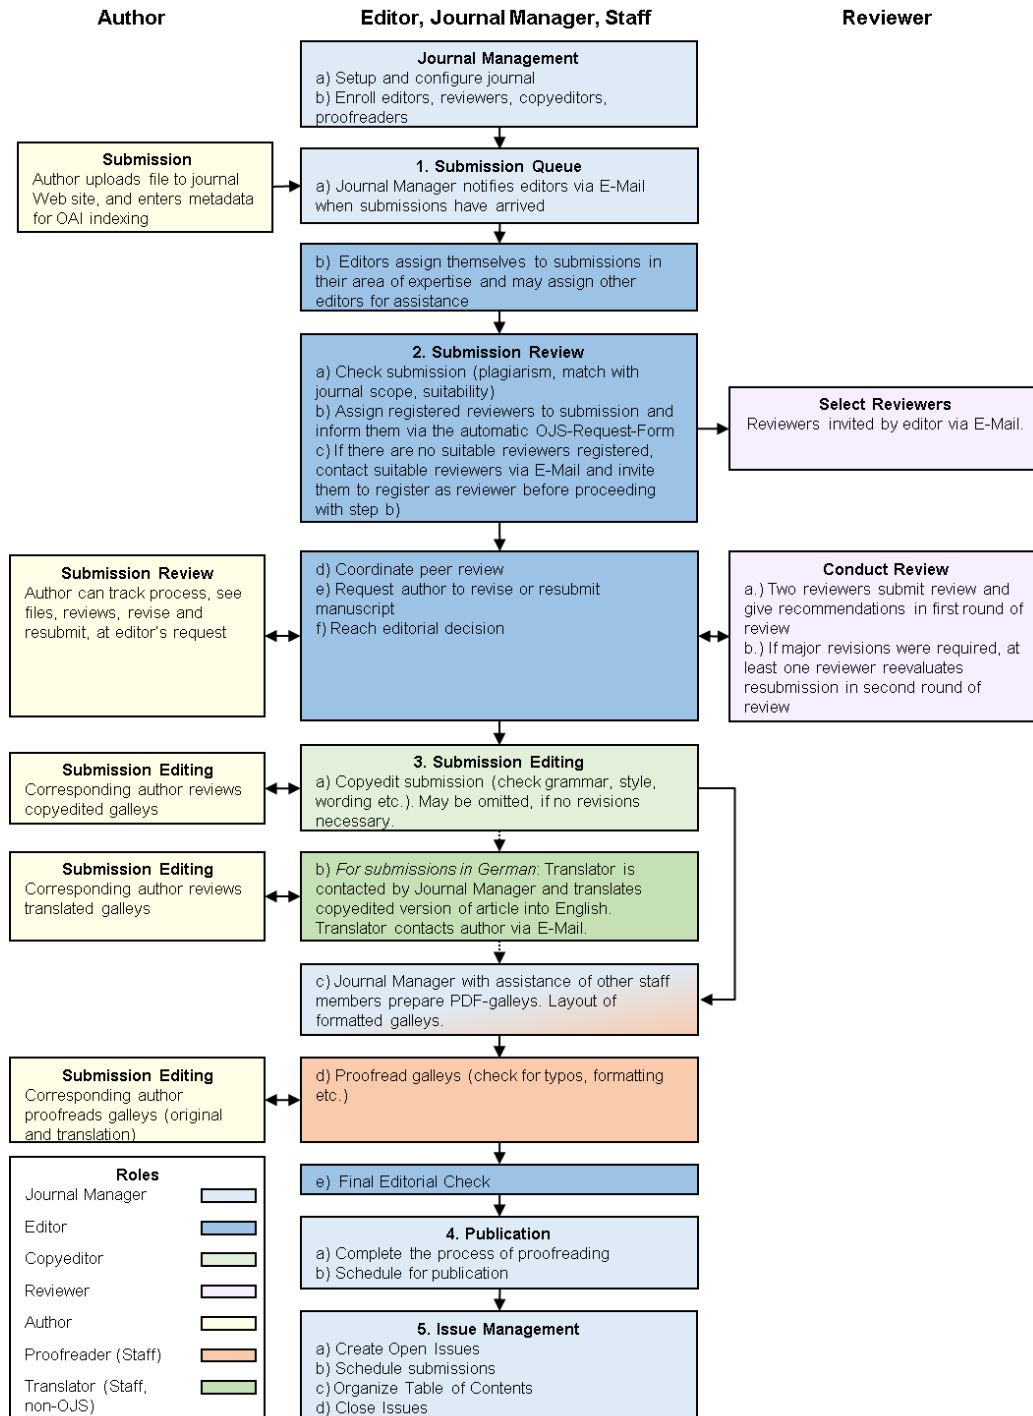 Author
Editor, Journal Manager, Staff
Reviewer
Journal Management
a) Setup and configure journal
b) Enroll editors, reviewers, copyeditors,
proofreaders
Submission
Author uploads file to journal
Web site, and enters metadata
for OAI indexing
1. Submission Queue
a) Journal Manager notifies editors via E-Mail
when submissions have arrived
b) Editors assign themselves to submissions in
their area of expertise and may assign other
editors for assistance
2. Submission Review
a) Check submission (plagiarism, match with
journal scope, suitability)
b) Assign registered reviewers to submission and
inform them via the automatic OJS-Request-Form
c) If there are no suitable reviewers registered,
contact suitable reviewers via E-Mail and invite
them to register as reviewer before proceeding
with step b)
Select Reviewers
Reviewers invited by editor via E-Mail.
Submission Review
Author can track process, see
files, reviews, revise and
resubmit, at editor's request
d) Coordinate peer review
e) Request author to revise or resubmit
manuscript
f) Reach editorial decision
Conduct Review
a.) Two reviewers submit review and
give recommendations in first round of
review
b.) If major revisions were required, at
least one reviewer reevaluates
resubmission in second round of
review
Submission Editing
Corresponding author reviews
copyedited galleys
3. Submission Editing
a) Copyedit submission (check grammar, style,
wording etc.). May be omitted, if no revisions
necessary.
Submission Editing
Corresponding author reviews
translated galleys
b) For submissions in German: Translator is
contacted by Journal Manager and translates
copyedited version of article into English.
Translator contacts author via E-Mail.
c) Journal Manager with assistance of other staff
members prepare PDF-galleys. Layout of
formatted galleys.
Submission Editing
Corresponding author
proofreads galleys (original
and translation)
d) Proofread galleys (check for typos, formatting
etc.)
e) Final Editorial Check
4. Publication
a) Complete the process of proofreading
b) Schedule for publication
5. Issue Management
a) Create Open Issues
b) Schedule submissions
c) Organize Table of Contents
d) Close Issues
Roles
Journal Manager
Editor
Copyeditor
Reviewer
Author
Proofreader (Staff)
Translator (Staff,
non-OJS)